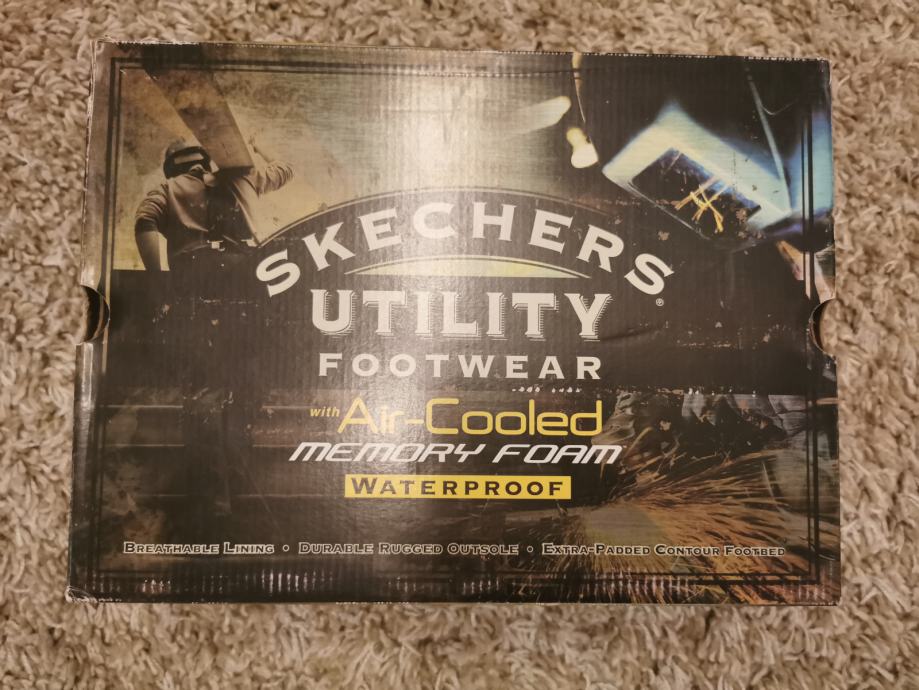 SKECHERS®
UTILITY
FOOTWEAR
with Air-Cooled
MEMORY FOAM
WATERPROOF
BREATHABLE LINING • DURABLE RUGGED OUTSOLE • EXTRA-PADDED CONTOUR FOOTBED